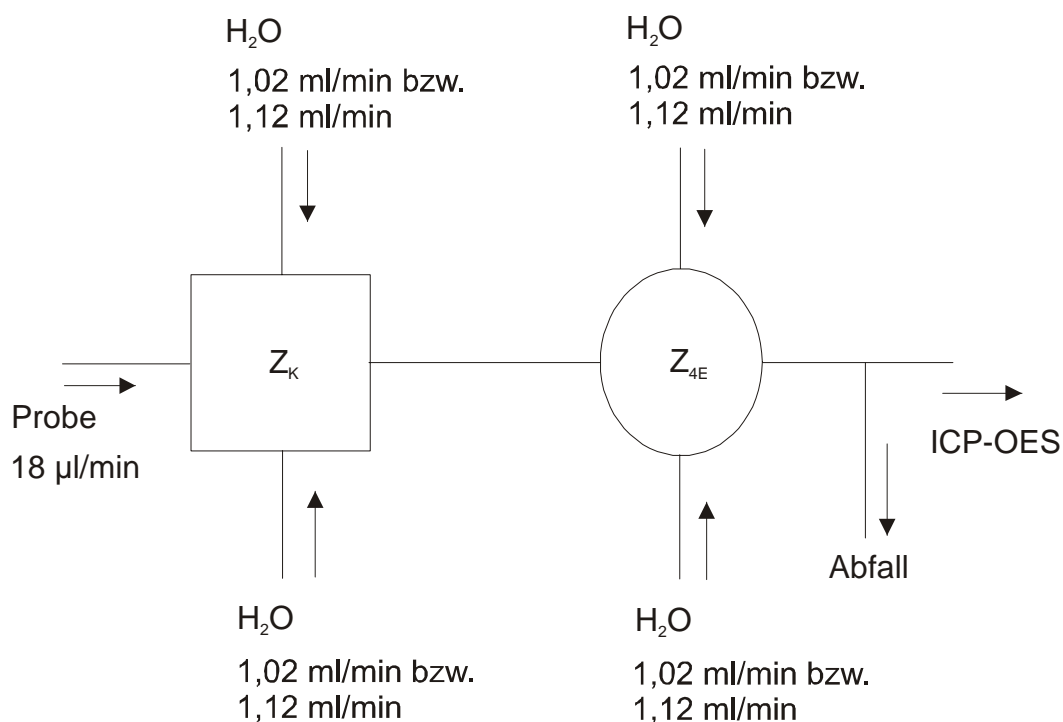 H₂O
1,02 ml/min bzw.
1,12 ml/min
H₂O
1,02 ml/min bzw.
1,12 ml/min
Z_K
Z_4E
Probe
18 µl/min
ICP-OES
Abfall
H₂O
1,02 ml/min bzw.
1,12 ml/min
H₂O
1,02 ml/min bzw.
1,12 ml/min